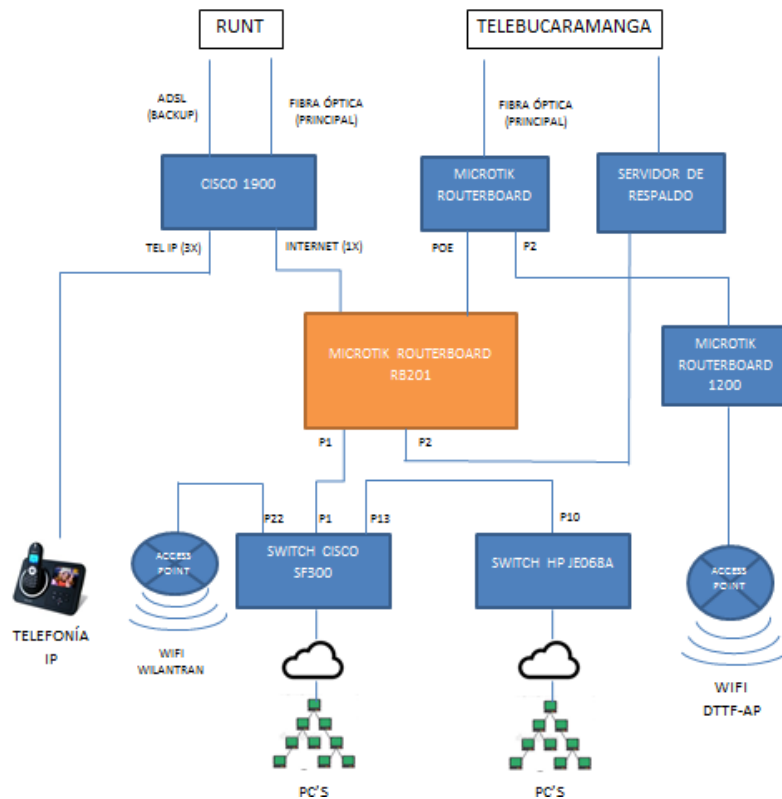 RUNT
TELEBUCARAMANGA
ADSL
(BACKUP)
FIBRA ÓPTICA
(PRINCIPAL)
FIBRA ÓPTICA
(PRINCIPAL)
CISCO 1900
MICROTIK
ROUTERBOARD
SERVIDOR DE
RESPALDO
TEL IP (3X)
INTERNET (1X)
POE
P2
MICROTIK ROUTERBOARD
RB201
MICROTIK
ROUTERBOARD
1200
P1
P2
P22
P1
P13
P10
ACCESS
POINT
SWITCH CISCO
SF300
SWITCH HP JE068A
ACCESS
POINT
TELEFONÍA
IP
WIFI
WILANTRAN
WIFI
DTTF-AP
PC'S
PC'S